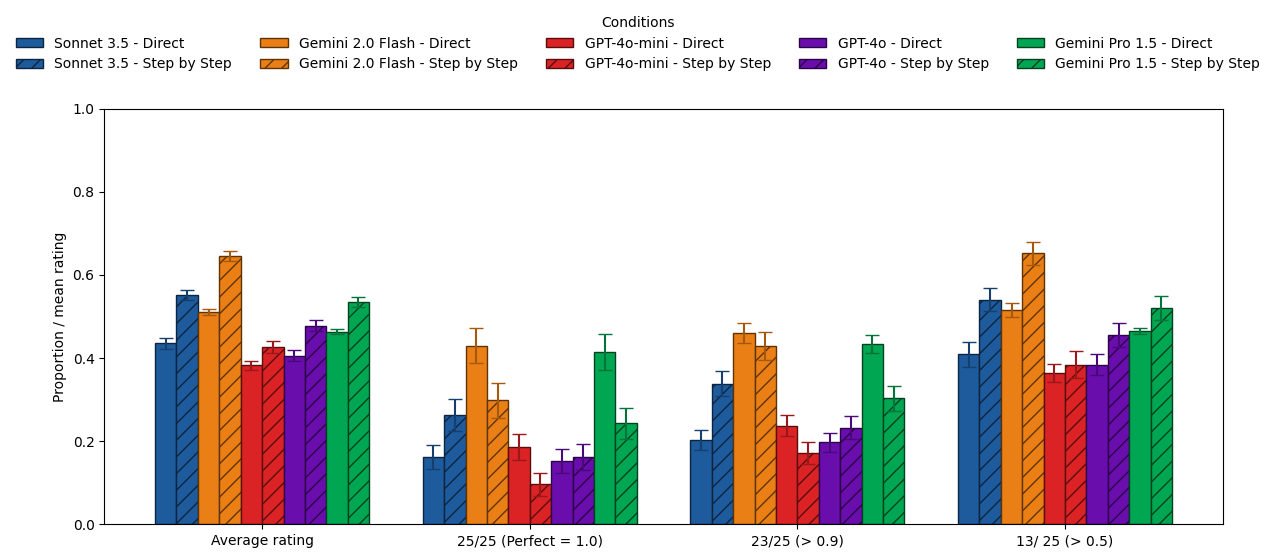 Conditions
Sonnet 3.5 - Direct
Sonnet 3.5 - Step by Step
Gemini 2.0 Flash - Direct
Gemini 2.0 Flash - Step by Step
GPT-4o-mini - Direct
GPT-4o-mini - Step by Step
GPT-4o - Direct
GPT-4o - Step by Step
Gemini Pro 1.5 - Direct
Gemini Pro 1.5 - Step by Step
Proportion / mean rating
1.0
0.8
0.6
0.4
0.2
0.0
Average rating
25/25 (Perfect = 1.0)
23/25 (> 0.9)
13/ 25 (> 0.5)